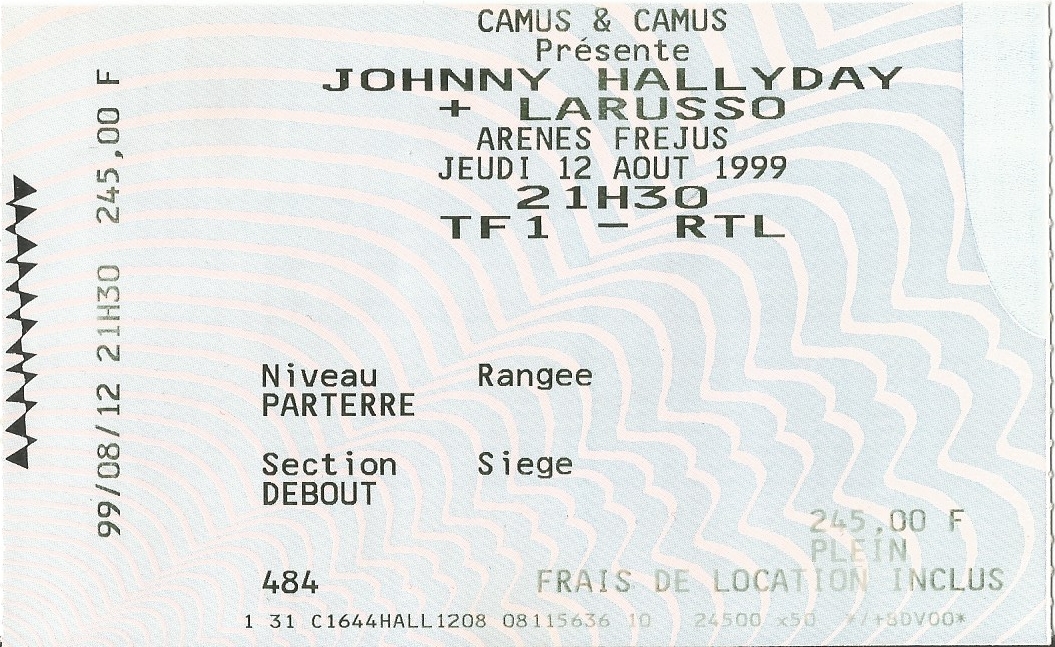 CAMUS & CAMUS
Présente
JOHNNY HALLYDAY
+ LARUSSO
ARENES FREJUS
JEUDI 12 AOUT 1999
21H30
TF1 - RTL
99/08/12 21H30 245,00 F
Niveau Rangee
PARTERRE
Section Siege
DEBOUT
245,00 F
PLEIN
484 FRAIS DE LOCATION INCLUS
1 31 C1644HALL1208 08115636 10 24500 x50